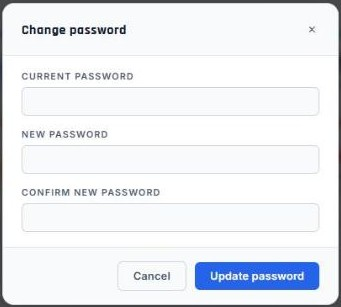 Change password
×
CURRENT PASSWORD
NEW PASSWORD
CONFIRM NEW PASSWORD
Cancel
Update password